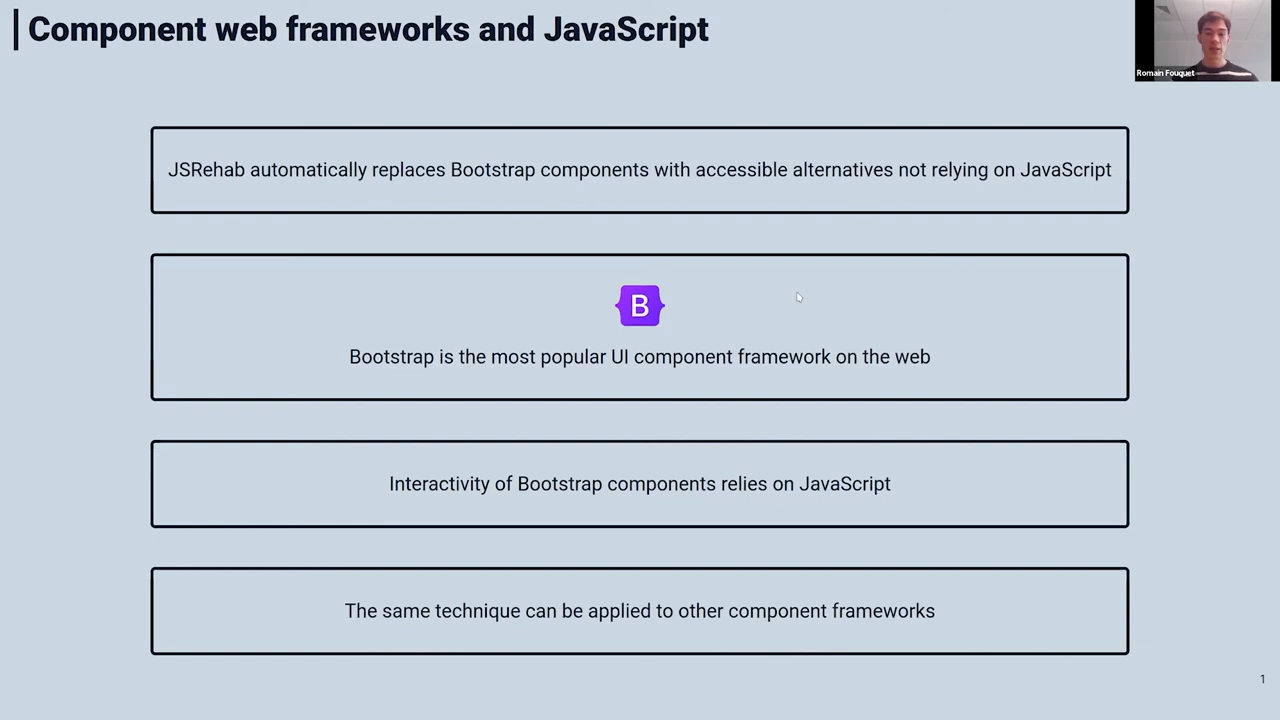 Component web frameworks and JavaScript
Romain Fouquet
JSRehab automatically replaces Bootstrap components with accessible alternatives not relying on JavaScript
B
Bootstrap is the most popular UI component framework on the web
Interactivity of Bootstrap components relies on JavaScript
The same technique can be applied to other component frameworks
1